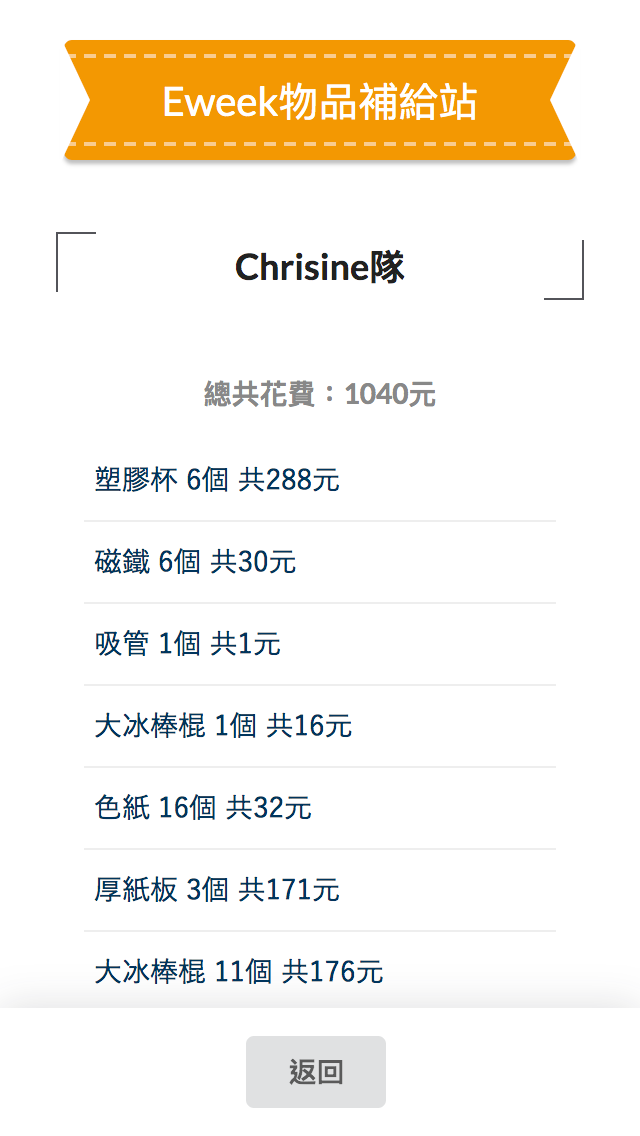 Eweek物品補給站
Chrisine隊
總共花費：1040元
塑膠杯 6個 共288元
磁鐵 6個 共30元
吸管 1個 共1元
大冰棒棍 1個 共16元
色紙 16個 共32元
厚紙板 3個 共171元
大冰棒棍 11個 共176元
返回